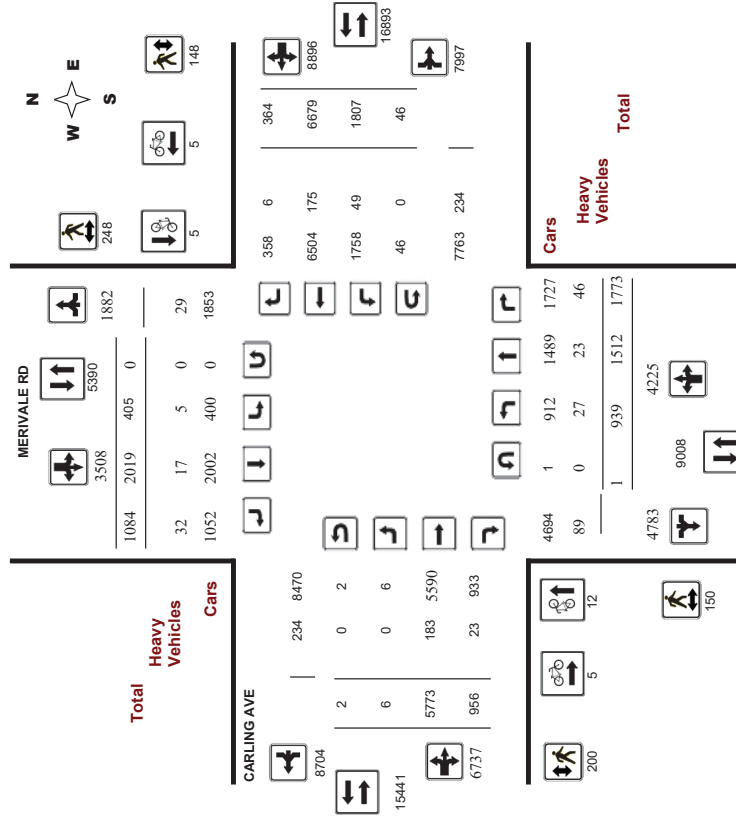 N
W E
S
MERIVALE RD
248
148
5
5
3508
5390
1882
1084 2019 405 0
32 17 5 0 29
1052 2002 400 0 1853
Total
Heavy
Vehicles
Cars
8896
16893
7997
358 6 364
6504 175 6679
1758 49 1807
46 0 46
7763 234
CARLING AVE
8704
15441
6737
234 8470
2 0 2
6 0 6
5773 183 5590
956 23 933
4694 1 912 1489 1727 Cars
89 0 27 23 46 Heavy
Vehicles
1 939 1512 1773 Total
4783
9008
4225
200
5
12
150